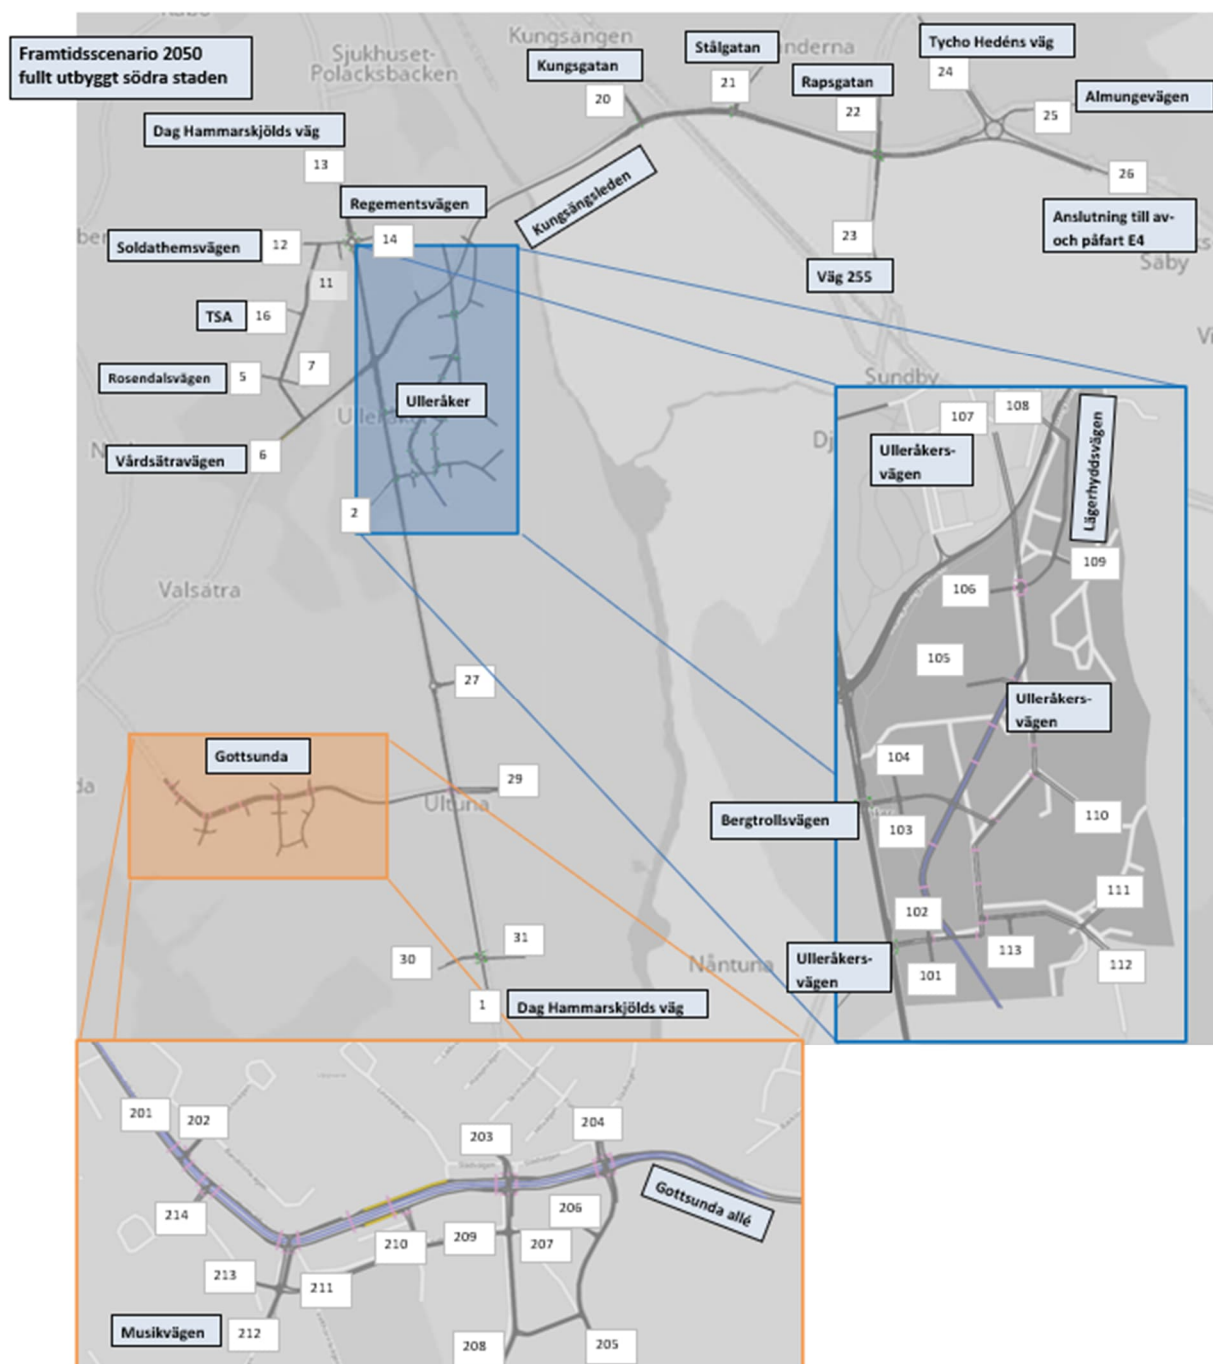 Framtidsscenario 2050
fullt utbyggt södra staden
Sjukhuset-
Polacksbacken
Kungsängen
Kungsgatan
20
Stålgatan
21
Rapsgatan
22
Tycho Hedéns väg
24
25
Almungevägen
26
Anslutning till av-
och påfart E4
Säby
Dag Hammarskjölds väg
13
Regementsvägen
14
Kungsängsleden
23
Väg 255
Soldathemsvägen
12
11
TSA
16
Rosendalsvägen
5
7
Ulleråker
Vårdsätravägen
6
2
Sundby
107
108
Ulleråkers-
vägen
Lägerhyddsvägen
109
106
105
Ulleråkers-
vägen
104
Bergtrollsvägen
103
110
111
102
Ulleråkers-
vägen
101
113
112
Valsätra
27
Gottsunda
29
Ultuna
31
30
Nåntuna
1
Dag Hammarskjölds väg
201
202
203
204
Gottsunda allé
214
206
209
207
210
213
211
Musikvägen
212
208
205